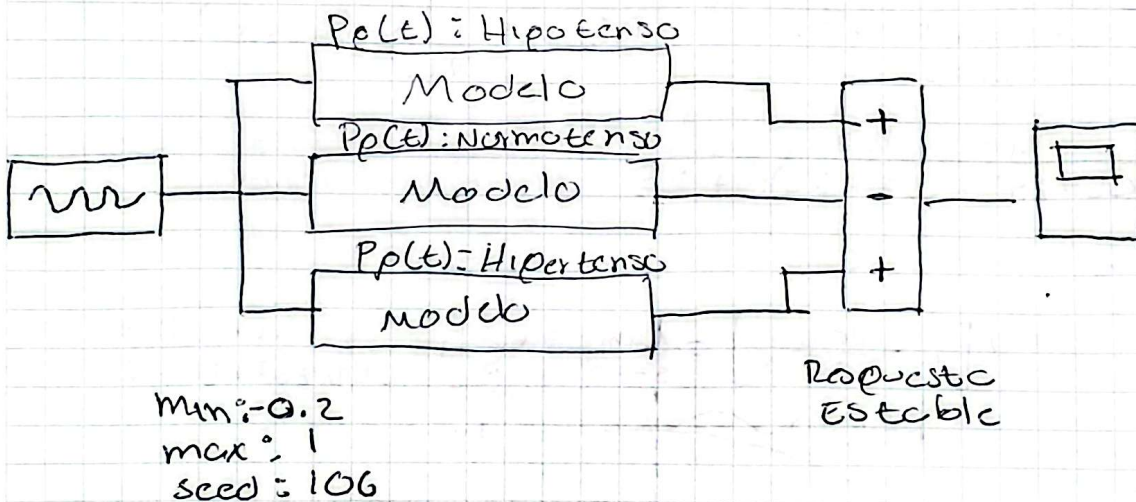 Pp(t): Hipotenso
Modelo
Pp(t): Normotenso
Modelo
Pp(t): Hipertenso
Modelo
+
-
+
Respuesta
Estable
min: -0.2
max: 1
seed: 106